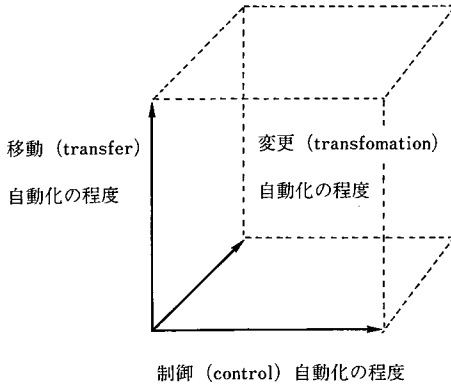 移動（transfer）
自動化の程度
変更（transfomation）
自動化の程度
制御（control）自動化の程度